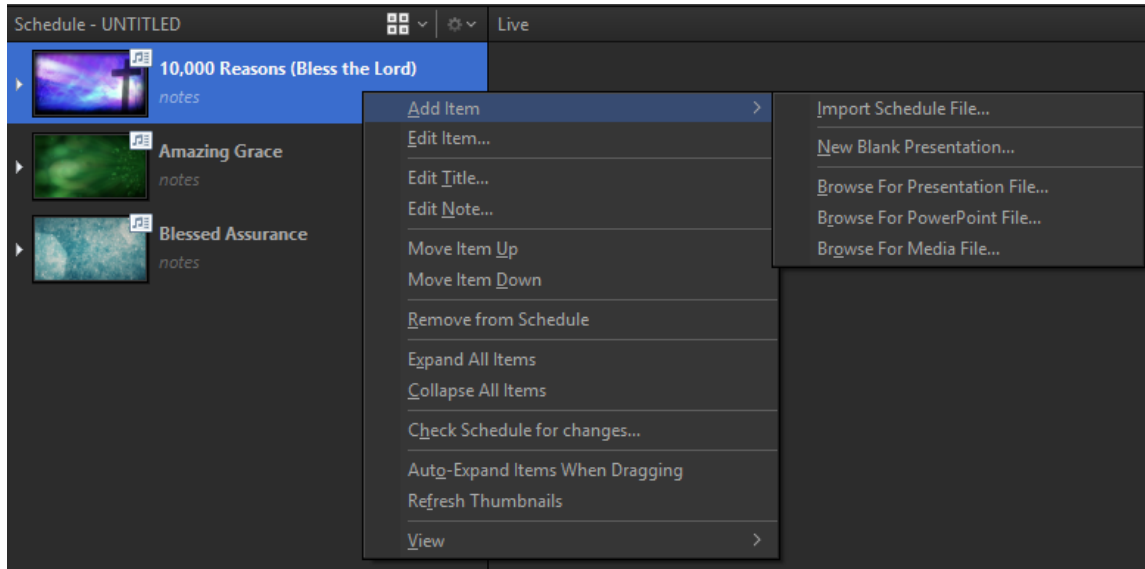 Schedule - UNTITLED
Live
10,000 Reasons (Bless the Lord)
notes
Amazing Grace
notes
Blessed Assurance
notes
Add Item
Edit Item...
Edit Title...
Edit Note...
Move Item Up
Move Item Down
Remove from Schedule
Expand All Items
Collapse All Items
Check Schedule for changes...
Auto-Expand Items When Dragging
Refresh Thumbnails
View
Import Schedule File...
New Blank Presentation...
Browse For Presentation File...
Browse For PowerPoint File...
Browse For Media File...